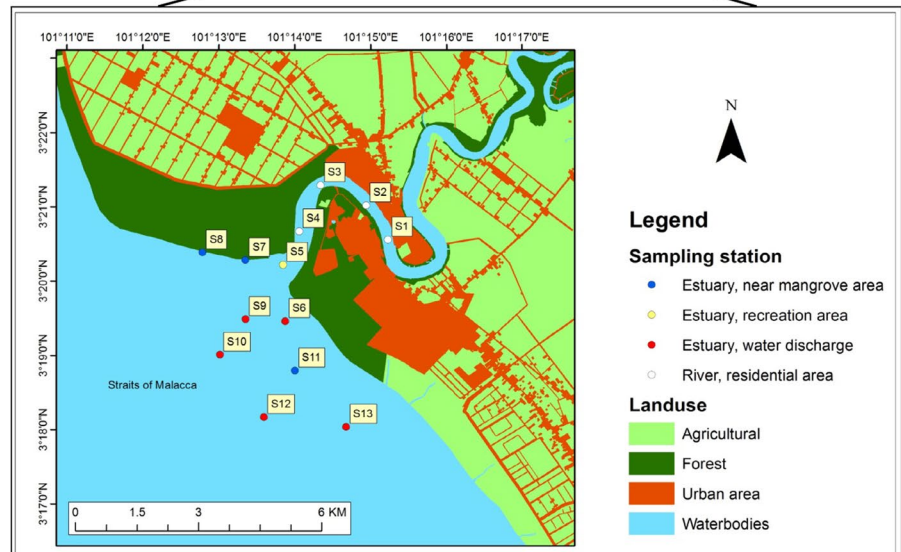 101°11'0"E 101°12'0"E 101°13'0"E 101°14'0"E 101°15'0"E 101°16'0"E 101°17'0"E
3°22'0"N
3°21'0"N
3°20'0"N
3°19'0"N
3°18'0"N
3°17'0"N
S3
S2
S4
S1
S8
S7
S5
S9
S6
S10
S11
Straits of Malacca
S12
S13
0 1.5 3 6 KM
N
Legend
Sampling station
Estuary, near mangrove area
Estuary, recreation area
Estuary, water discharge
River, residential area
Landuse
Agricultural
Forest
Urban area
Waterbodies